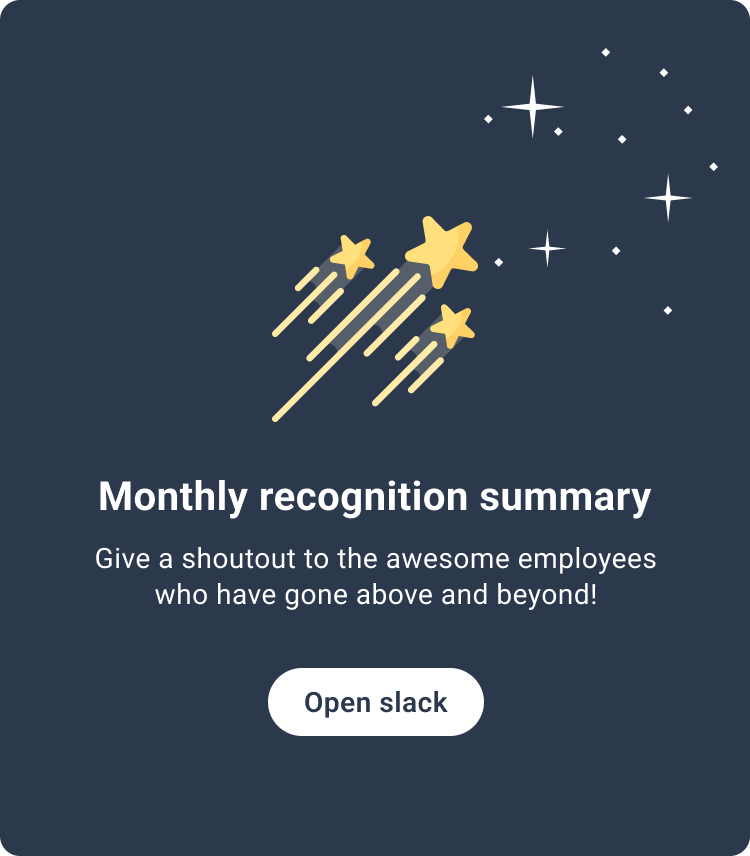 Monthly recognition summary
Give a shoutout to the awesome employees
who have gone above and beyond!
Open slack